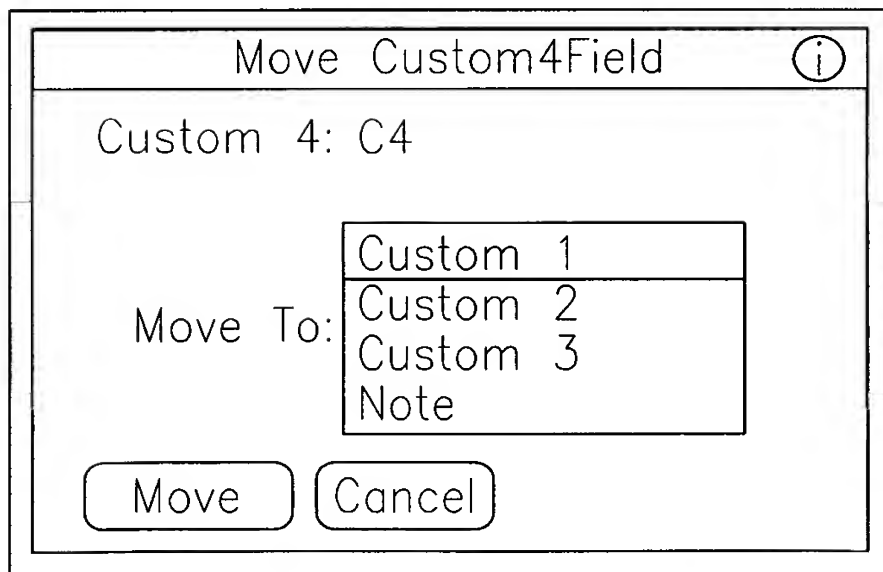 Move Custom4Field i
Custom 4: C4
Custom 1
Custom 2
Move To:
Custom 3
Note
Move Cancel